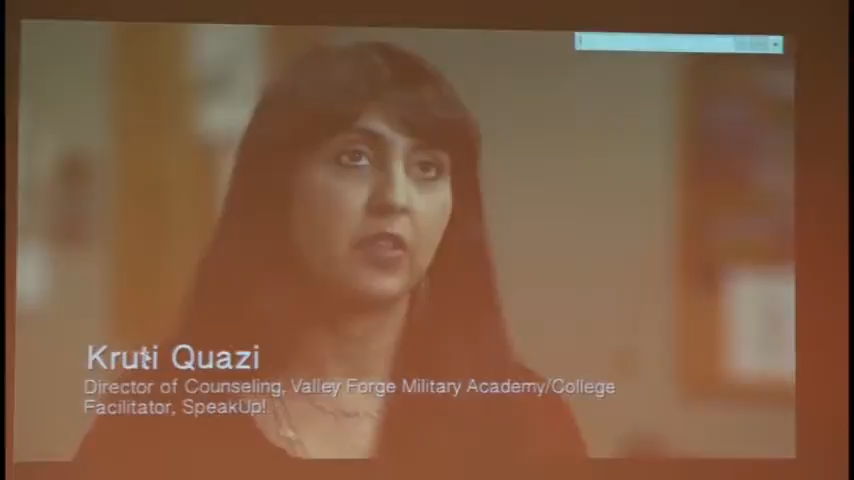 Kruti Quazi
Director of Counseling, Valley Forge Military Academy/College
Facilitator, SpeakUp!